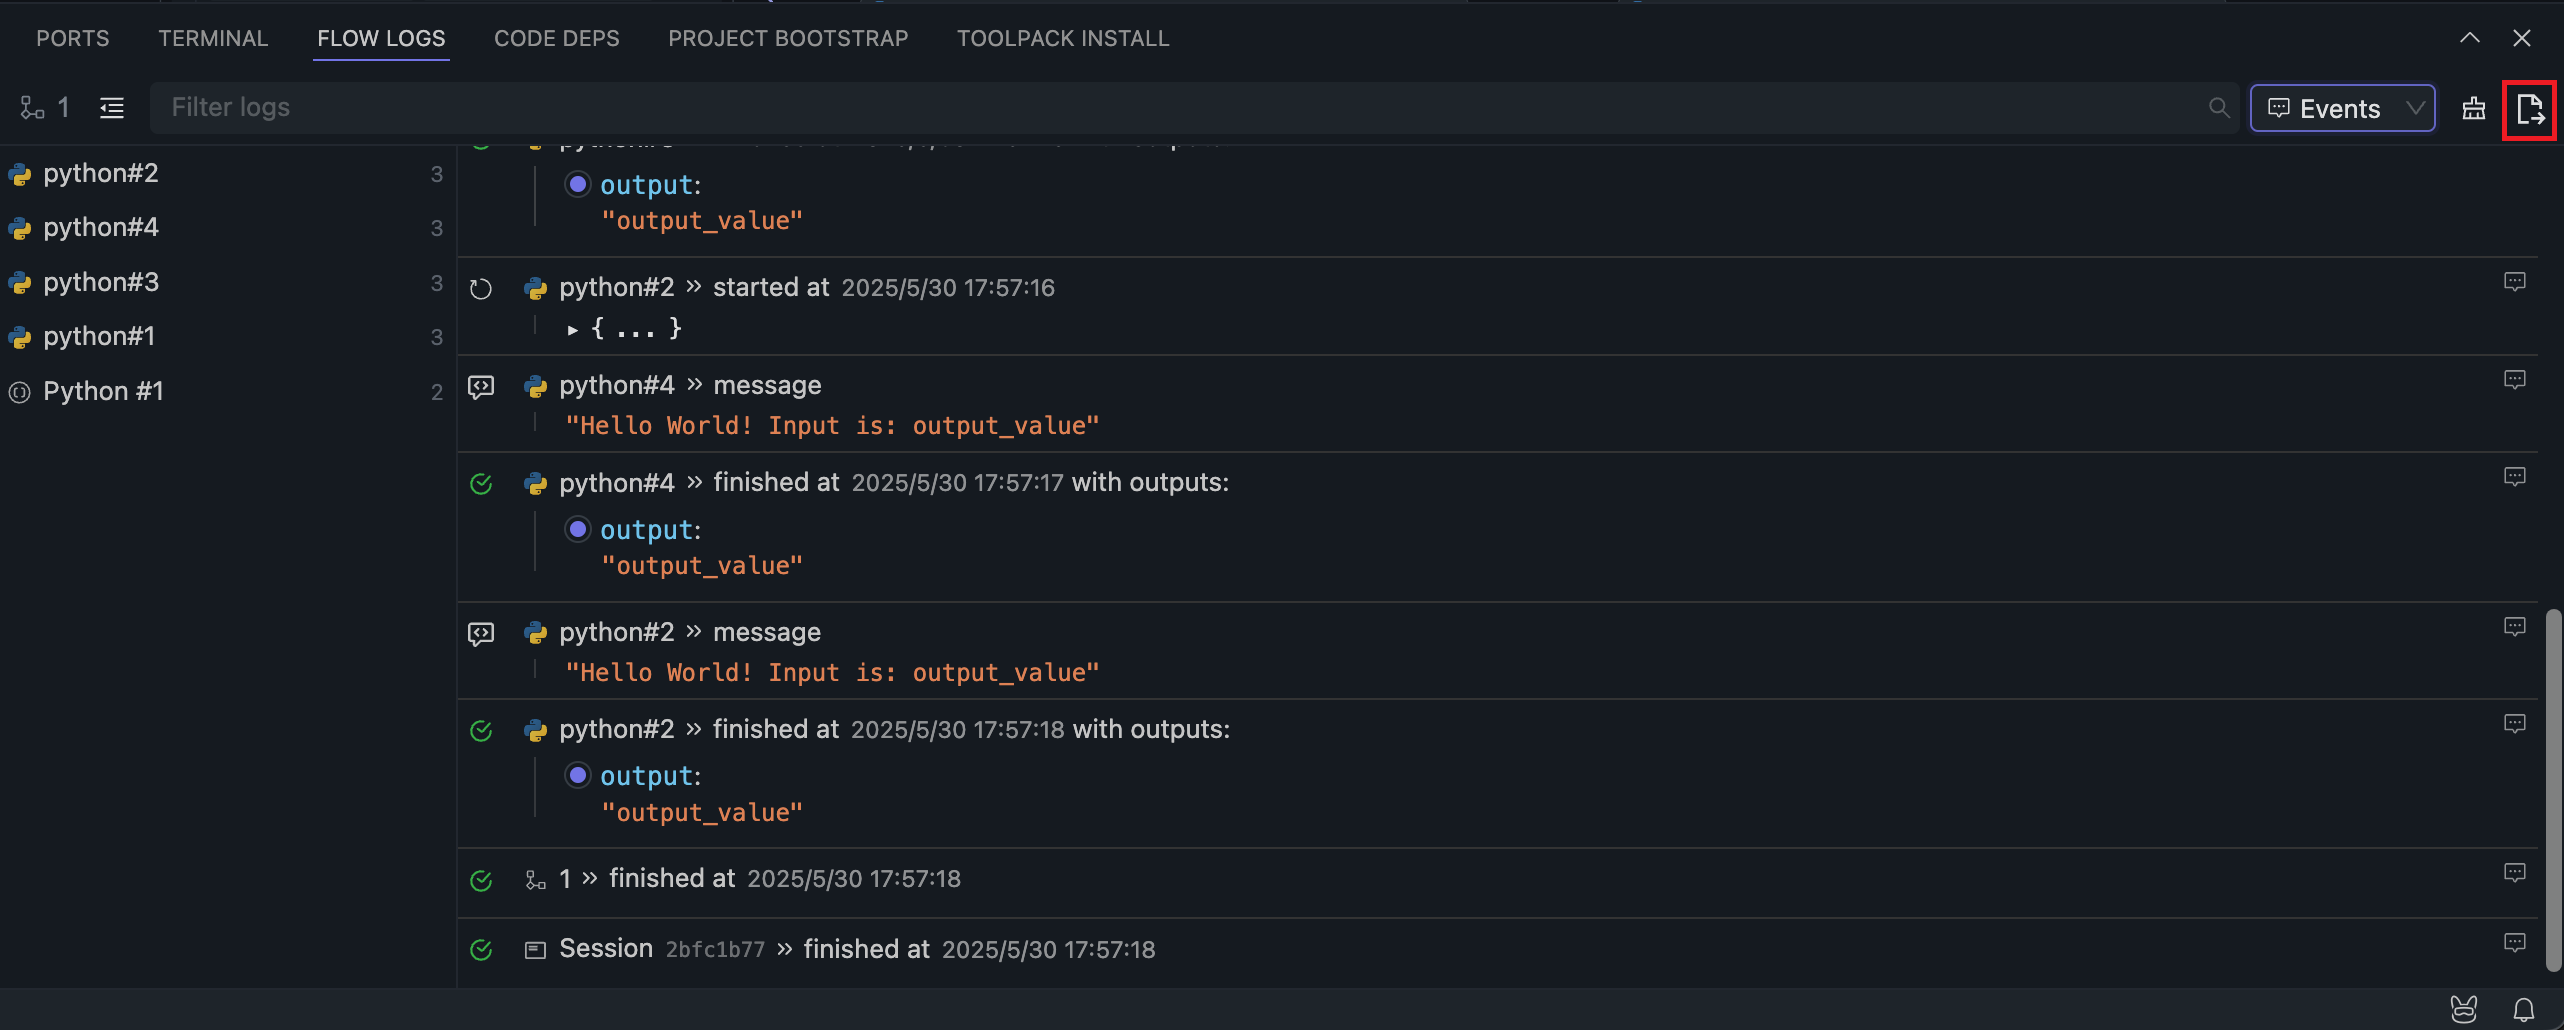 PORTS TERMINAL FLOW LOGS CODE DEPS PROJECT BOOTSTRAP TOOLPACK INSTALL
1 Filter logs Events
python#2 3
python#4 3
python#3 3
python#1 3
Python #1 2
output:
"output_value"
python#2 » started at 2025/5/30 17:57:16
▸ { ... }
python#4 » message
"Hello World! Input is: output_value"
python#4 » finished at 2025/5/30 17:57:17 with outputs:
output:
"output_value"
python#2 » message
"Hello World! Input is: output_value"
python#2 » finished at 2025/5/30 17:57:18 with outputs:
output:
"output_value"
1 » finished at 2025/5/30 17:57:18
Session 2bfc1b77 » finished at 2025/5/30 17:57:18